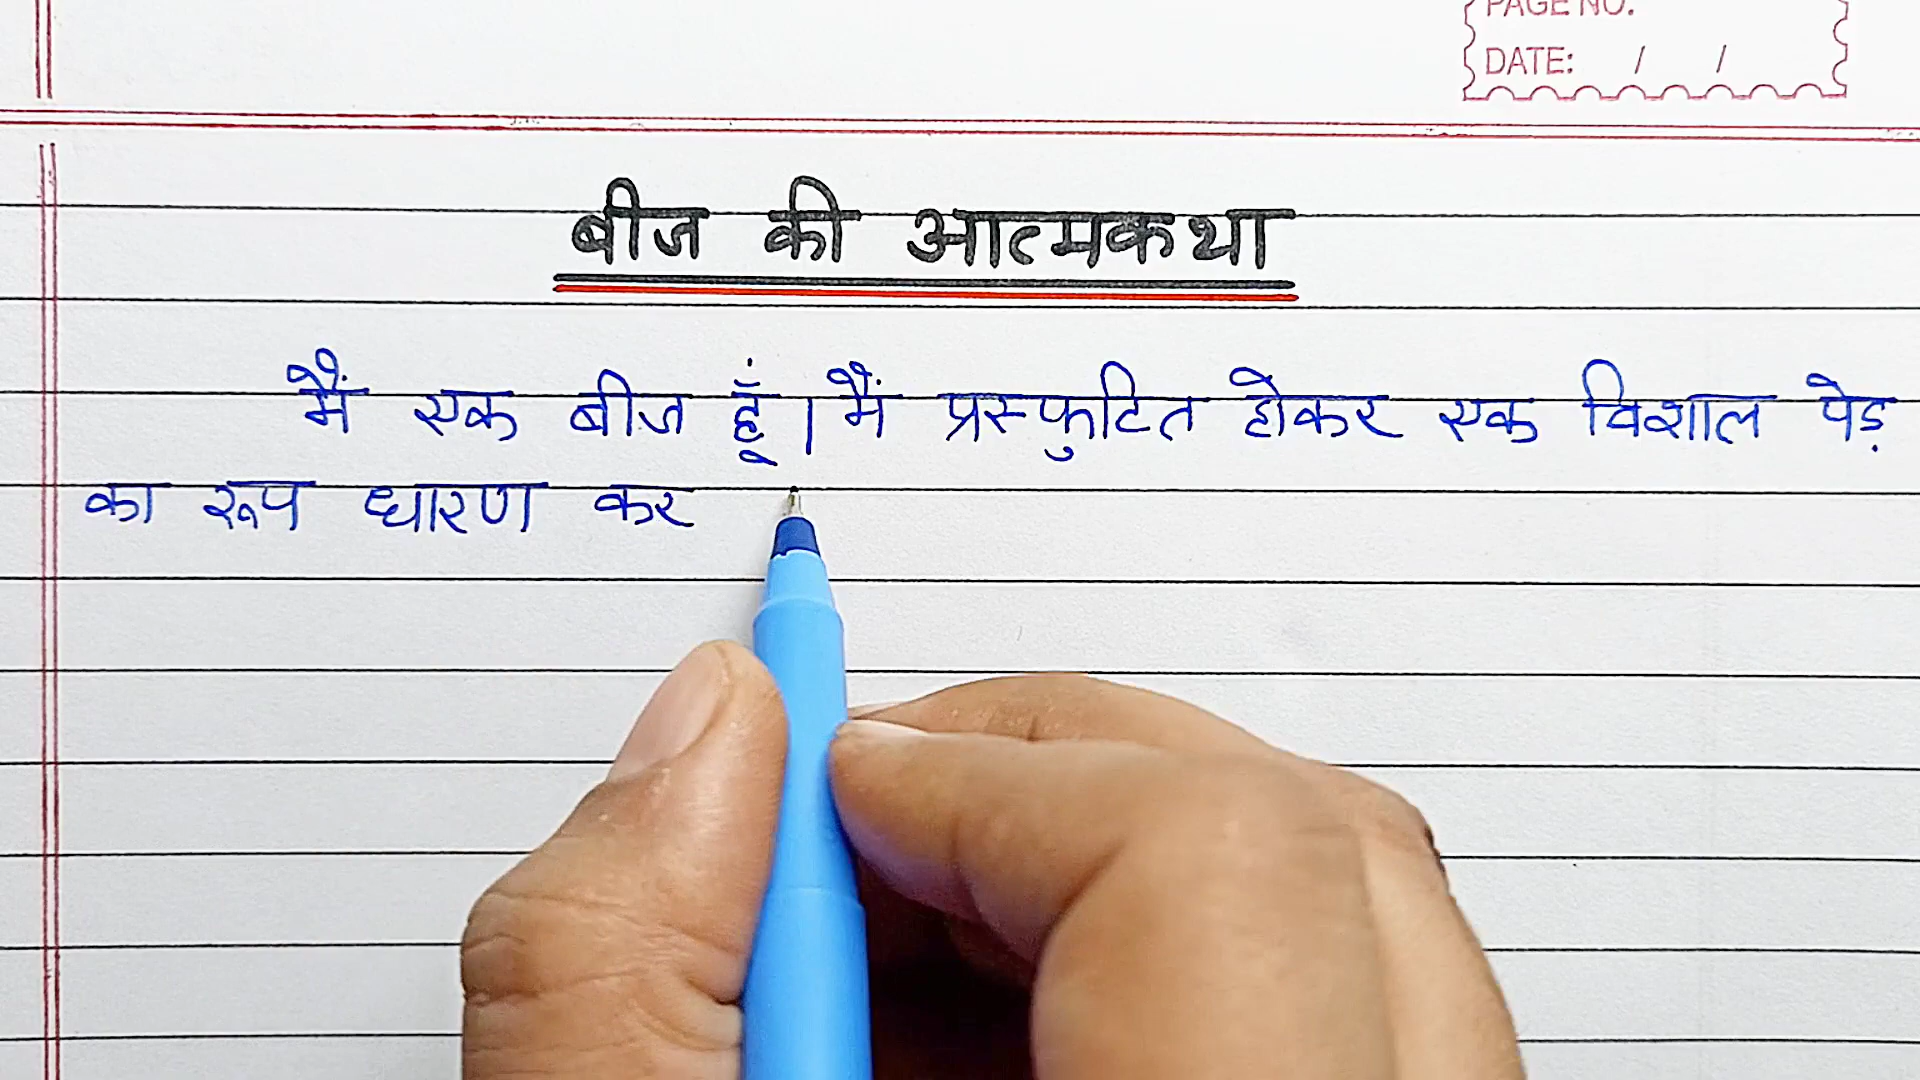 PAGE NO.
DATE: / /
बीज की आत्मकथा
मैं एक बीज हूँ। मैं प्रस्फुटित होकर एक विशाल पेड़
का रूप धारण कर